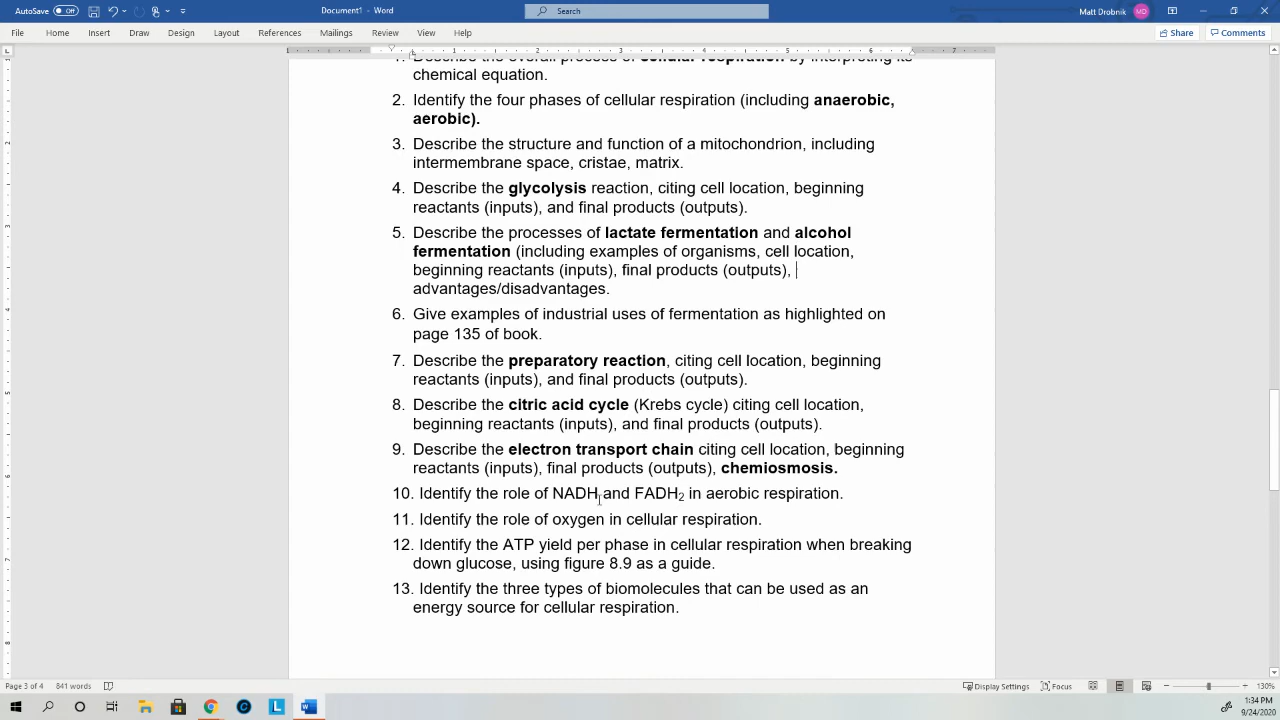 AutoSave Off
Document1 - Word
Search
Matt Drobnik MD
File Home Insert Draw Design Layout References Mailings Review View Help Share Comments
1. Describe the overall process of cellular respiration by interpreting its
chemical equation.
2. Identify the four phases of cellular respiration (including anaerobic,
aerobic).
3. Describe the structure and function of a mitochondrion, including
intermembrane space, cristae, matrix.
4. Describe the glycolysis reaction, citing cell location, beginning
reactants (inputs), and final products (outputs).
5. Describe the processes of lactate fermentation and alcohol
fermentation (including examples of organisms, cell location,
beginning reactants (inputs), final products (outputs),
advantages/disadvantages.
6. Give examples of industrial uses of fermentation as highlighted on
page 135 of book.
7. Describe the preparatory reaction, citing cell location, beginning
reactants (inputs), and final products (outputs).
8. Describe the citric acid cycle (Krebs cycle) citing cell location,
beginning reactants (inputs), and final products (outputs).
9. Describe the electron transport chain citing cell location, beginning
reactants (inputs), final products (outputs), chemiosmosis.
10. Identify the role of NADH and FADH₂ in aerobic respiration.
11. Identify the role of oxygen in cellular respiration.
12. Identify the ATP yield per phase in cellular respiration when breaking
down glucose, using figure 8.9 as a guide.
13. Identify the three types of biomolecules that can be used as an
energy source for cellular respiration.
Page 3 of 4 841 words Display Settings Focus 130%
1:34 PM
9/24/2020